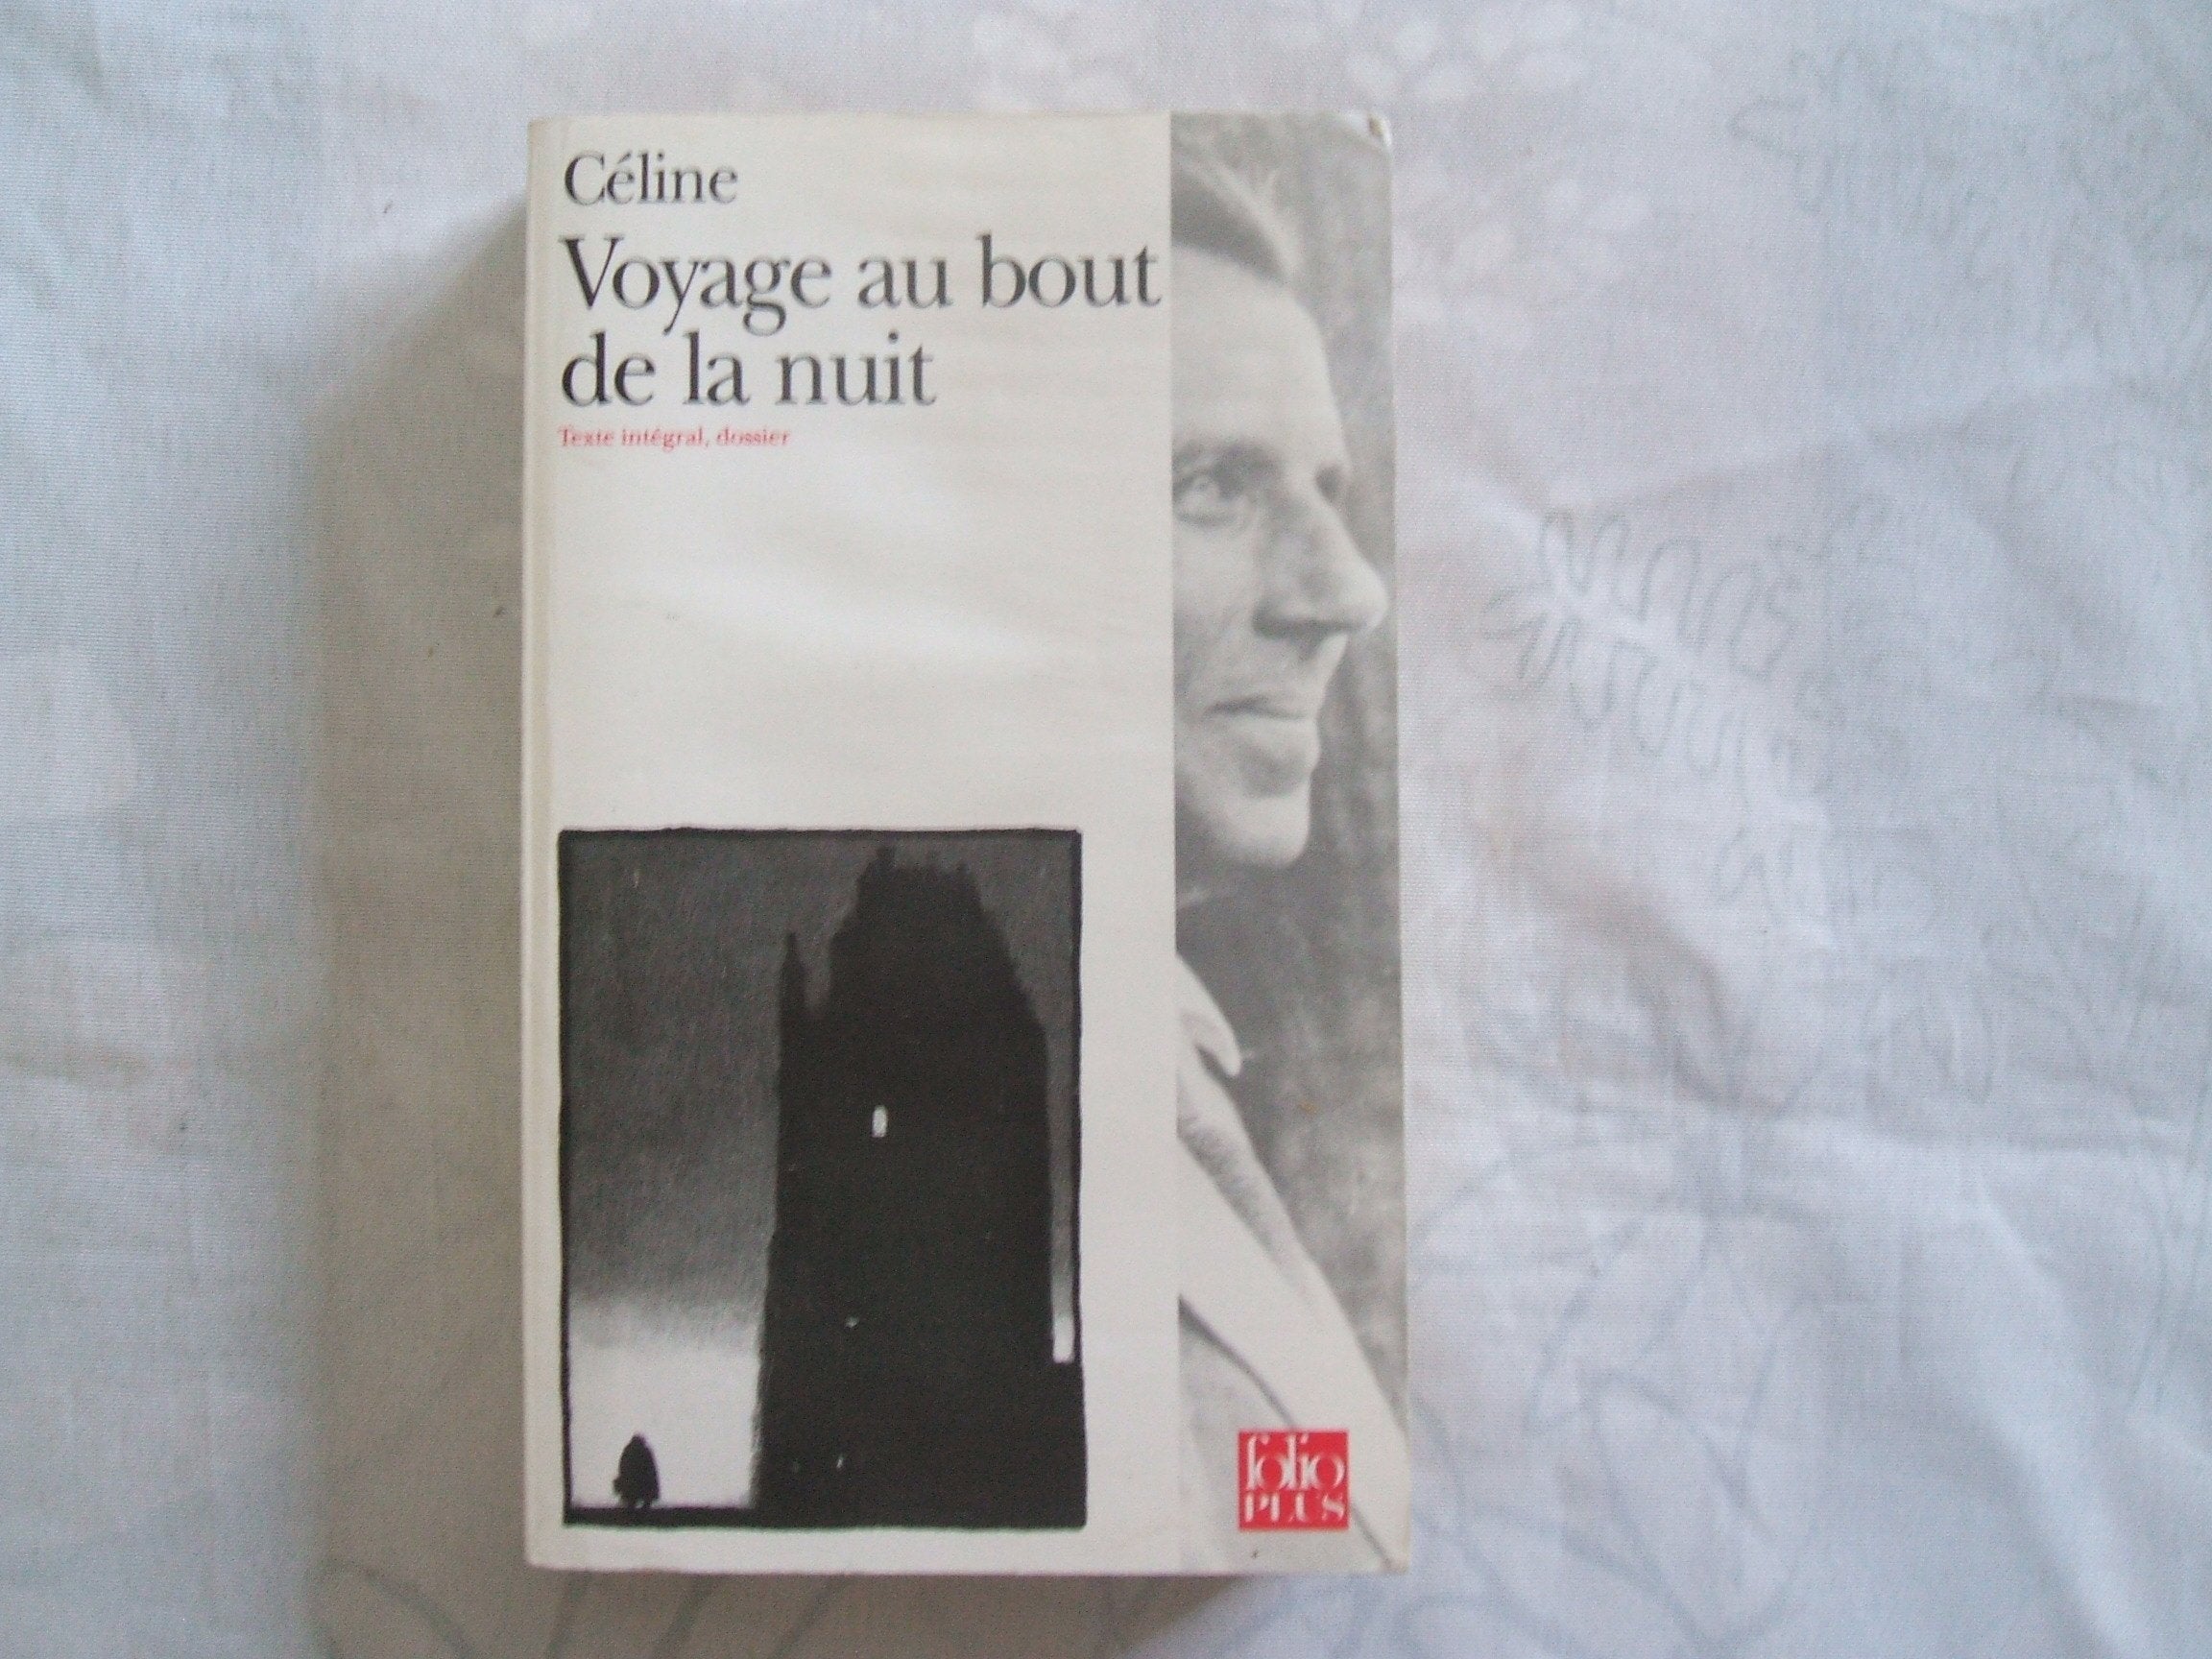 Céline
Voyage au bout
de la nuit
Texte intégral, dossier
folio
PLUS